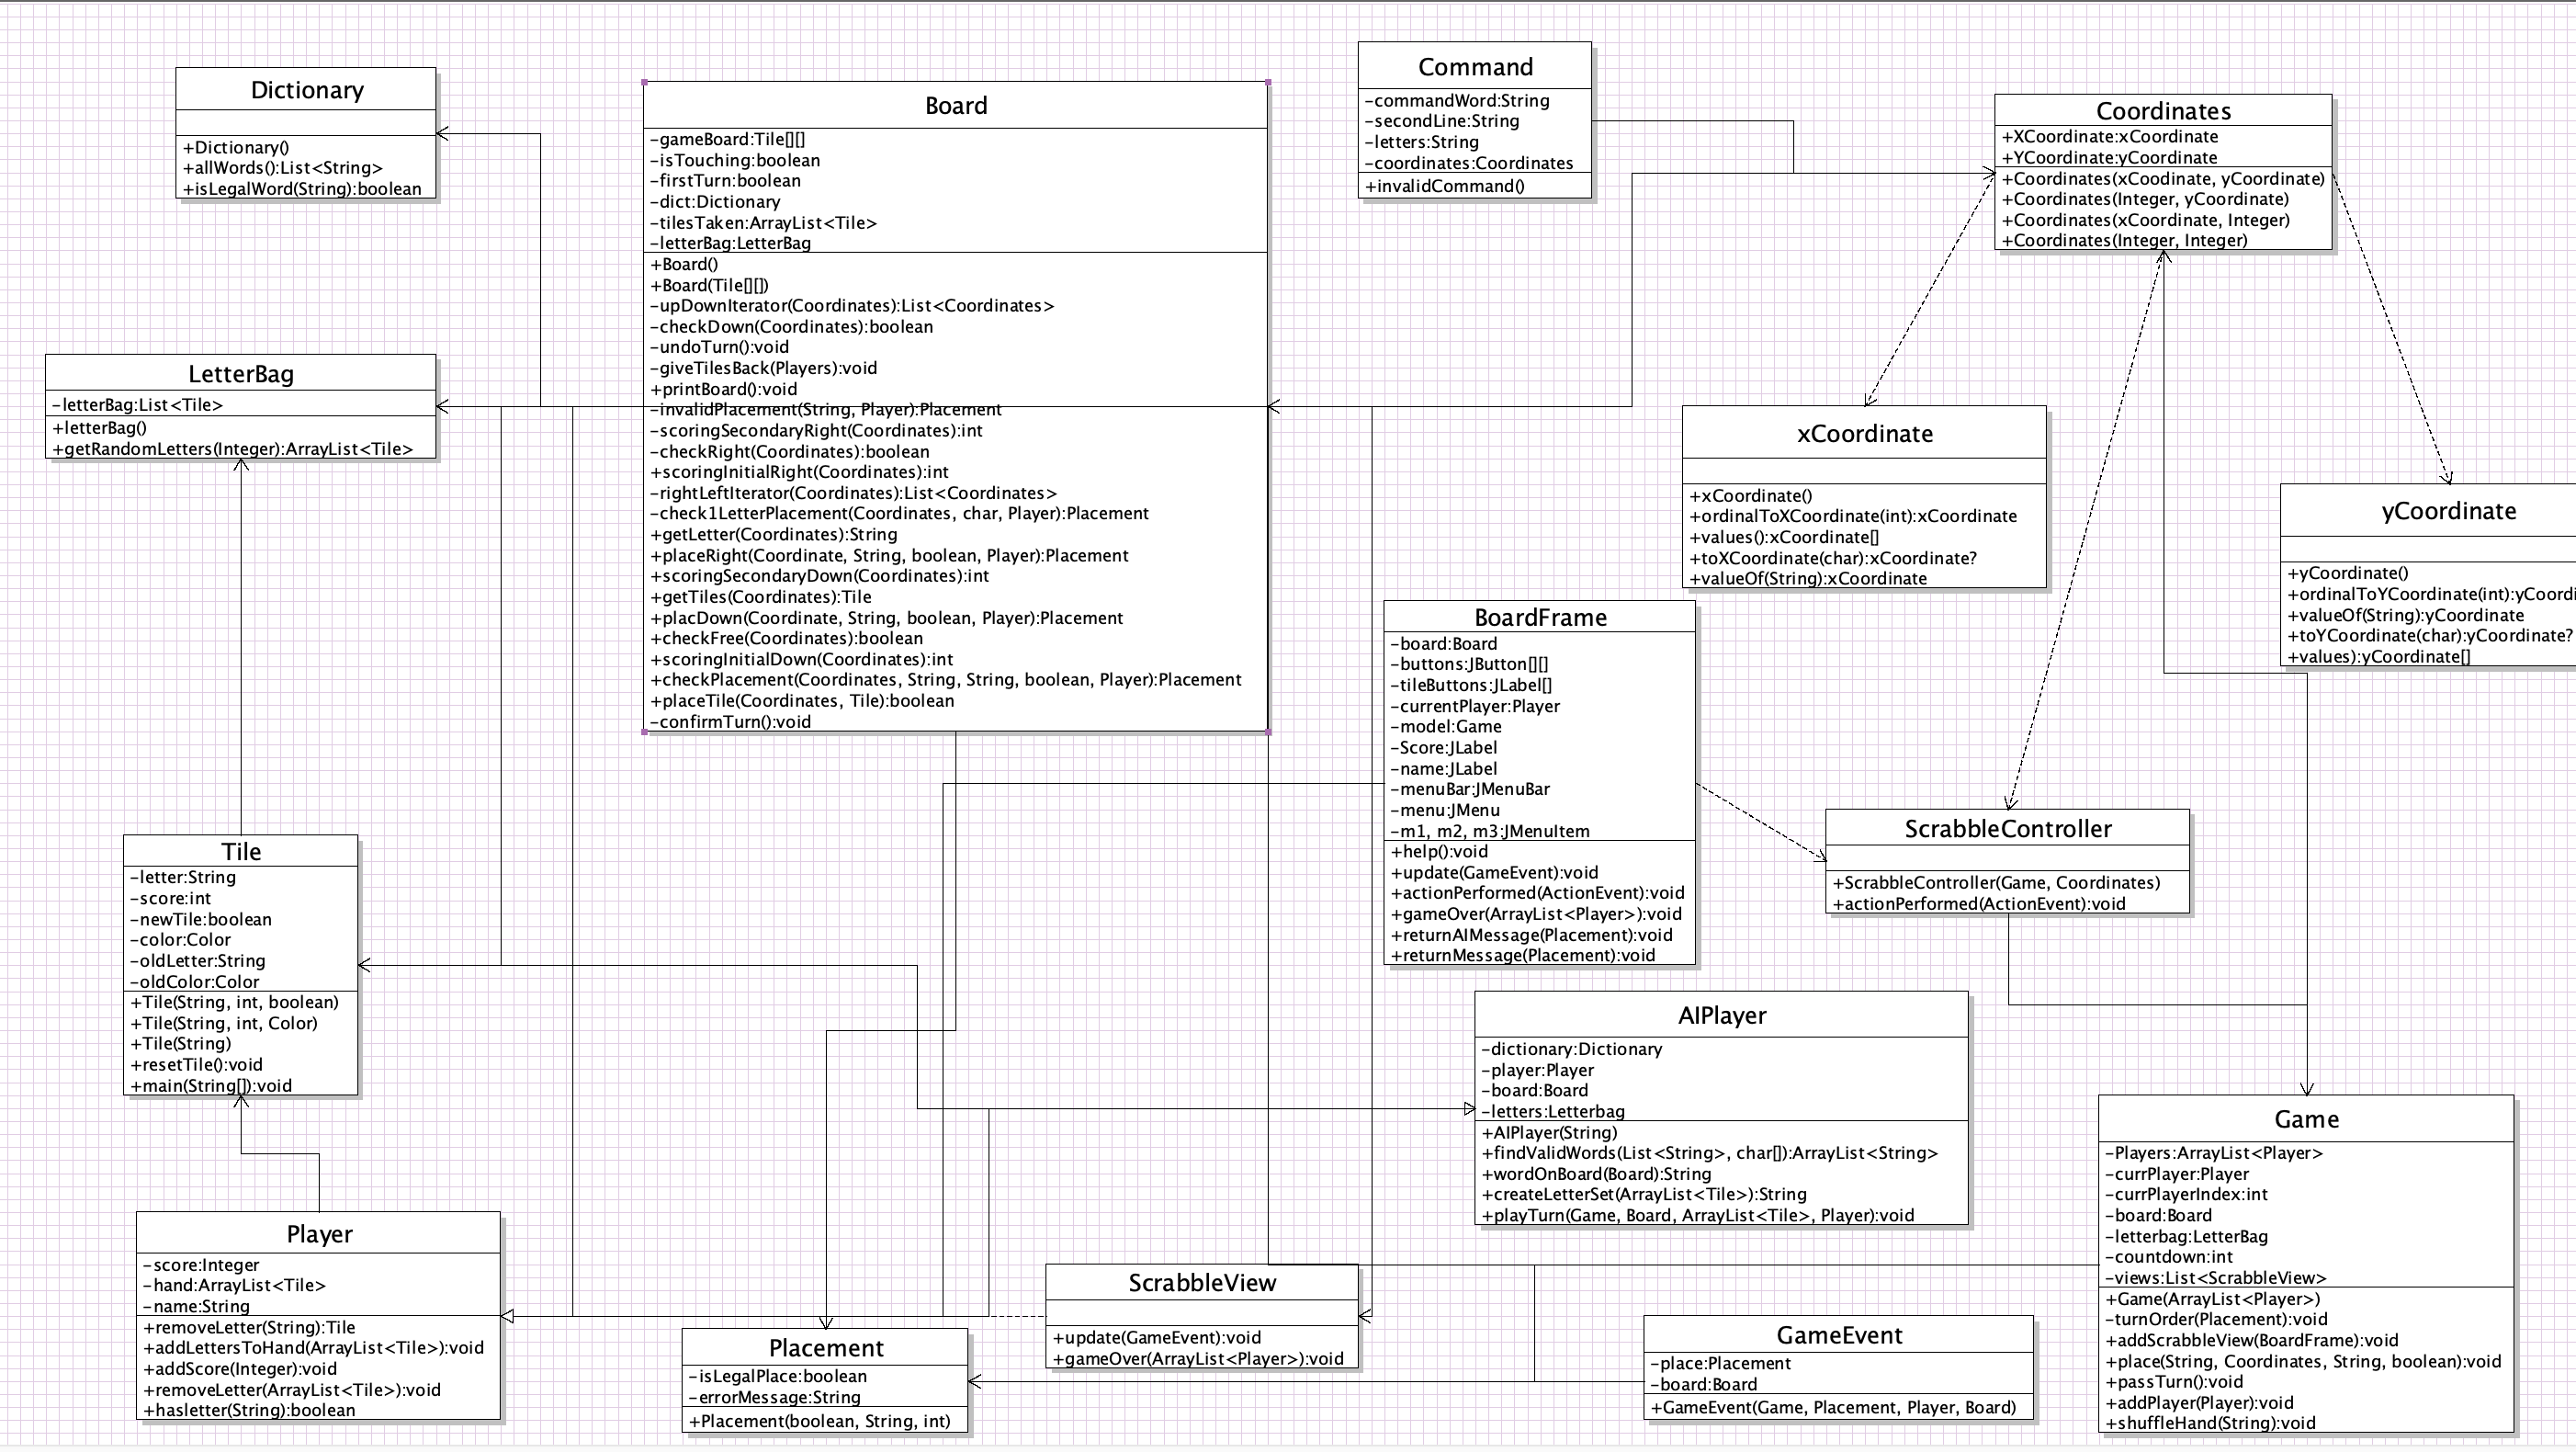 Dictionary
+Dictionary()
+allWords():List<String>
+isLegalWord(String):boolean
Board
-gameBoard:Tile[][]
-isTouching:boolean
-firstTurn:boolean
-dict:Dictionary
-tilesTaken:ArrayList<Tile>
-letterBag:LetterBag
+Board()
+Board(Tile[][])
-upDownIterator(Coordinates):List<Coordinates>
-checkDown(Coordinates):boolean
-undoTurn():void
-giveTilesBack(Players):void
+printBoard():void
-invalidPlacement(String, Player):Placement
-scoringSecondaryRight(Coordinates):int
-checkRight(Coordinates):boolean
+scoringInitialRight(Coordinates):int
-rightLeftIterator(Coordinates):List<Coordinates>
-check1LetterPlacement(Coordinates, char, Player):Placement
+getLetter(Coordinates):String
+placeRight(Coordinate, String, boolean, Player):Placement
+scoringSecondaryDown(Coordinates):int
+getTiles(Coordinates):Tile
+placDown(Coordinate, String, boolean, Player):Placement
+checkFree(Coordinates):boolean
+scoringInitialDown(Coordinates):int
+checkPlacement(Coordinates, String, String, boolean, Player):Placement
+placeTile(Coordinates, Tile):boolean
-confirmTurn():void
Command
-commandWord:String
-secondLine:String
-letters:String
-coordinates:Coordinates
+invalidCommand()
Coordinates
+XCoordinate:xCoordinate
+YCoordinate:yCoordinate
+Coordinates(xCoodinate, yCoordinate)
+Coordinates(Integer, yCoordinate)
+Coordinates(xCoordinate, Integer)
+Coordinates(Integer, Integer)
LetterBag
-letterBag:List<Tile>
+letterBag()
+getRandomLetters(Integer):ArrayList<Tile>
xCoordinate
+xCoordinate()
+ordinalToXCoordinate(int):xCoordinate
+values():xCoordinate[]
+toXCoordinate(char):xCoordinate?
+valueOf(String):xCoordinate
yCoordinate
+yCoordinate()
+ordinalToYCoordinate(int):yCoordi
+valueOf(String):yCoordinate
+toYCoordinate(char):yCoordinate?
+values):yCoordinate[]
BoardFrame
-board:Board
-buttons:JButton[][]
-tileButtons:JLabel[]
-currentPlayer:Player
-model:Game
-Score:JLabel
-name:JLabel
-menuBar:JMenuBar
-menu:JMenu
-m1, m2, m3:JMenuItem
+help():void
+update(GameEvent):void
+actionPerformed(ActionEvent):void
+gameOver(ArrayList<Player>):void
+returnAIMessage(Placement):void
+returnMessage(Placement):void
ScrabbleController
+ScrabbleController(Game, Coordinates)
+actionPerformed(ActionEvent):void
Tile
-letter:String
-score:int
-newTile:boolean
-color:Color
-oldLetter:String
-oldColor:Color
+Tile(String, int, boolean)
+Tile(String, int, Color)
+Tile(String)
+resetTile():void
+main(String[]):void
AIPlayer
-dictionary:Dictionary
-player:Player
-board:Board
-letters:Letterbag
+AIPlayer(String)
+findValidWords(List<String>, char[]):ArrayList<String>
+wordOnBoard(Board):String
+createLetterSet(ArrayList<Tile>):String
+playTurn(Game, Board, ArrayList<Tile>, Player):void
Game
-Players:ArrayList<Player>
-currPlayer:Player
-currPlayerIndex:int
-board:Board
-letterbag:LetterBag
-countdown:int
-views:List<ScrabbleView>
+Game(ArrayList<Player>)
-turnOrder(Placement):void
+addScrabbleView(BoardFrame):void
+place(String, Coordinates, String, boolean):void
+passTurn():void
+addPlayer(Player):void
+shuffleHand(String):void
Player
-score:Integer
-hand:ArrayList<Tile>
-name:String
+removeLetter(String):Tile
+addLettersToHand(ArrayList<Tile>):void
+addScore(Integer):void
+removeLetter(ArrayList<Tile>):void
+hasletter(String):boolean
ScrabbleView
+update(GameEvent):void
+gameOver(ArrayList<Player>):void
Placement
-isLegalPlace:boolean
-errorMessage:String
+Placement(boolean, String, int)
GameEvent
-place:Placement
-board:Board
+GameEvent(Game, Placement, Player, Board)